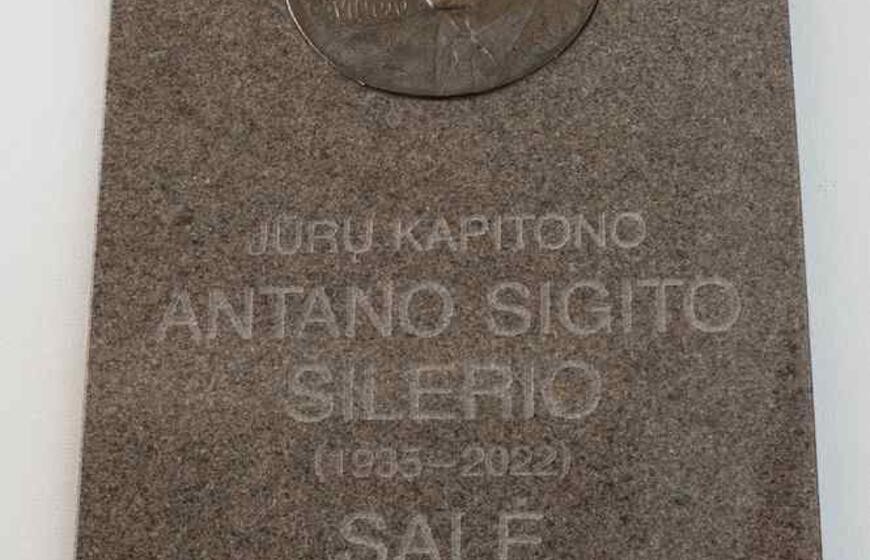 JŪRŲ KAPITONO
ANTANO SIGITO
ŠILERIO
(1935–2022)
SALĖ